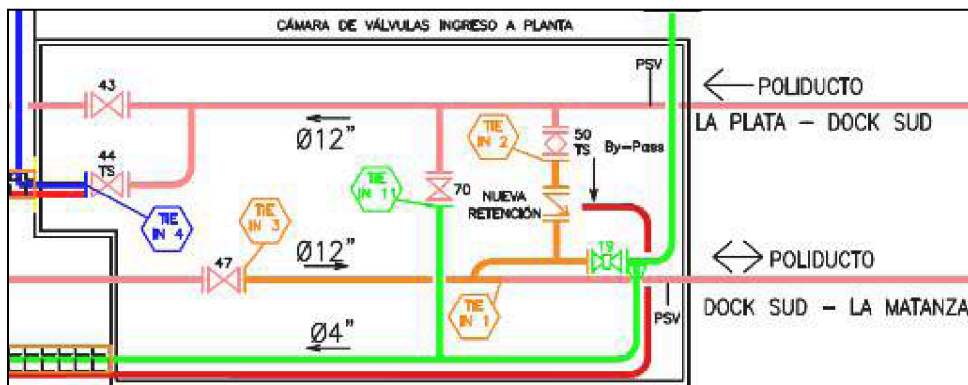 CÁMARA DE VÁLVULAS INGRESO A PLANTA
PSV
POLIDUCTO
LA PLATA – DOCK SUD
43
Ø12”
TIE
IN 2
50
TS
By-Pass
44
TS
TIE
IN 11
70
NUEVA
RETENCIÓN
TIE
IN 4
TIE
IN 3
Ø12”
47
TIE
IN 1
POLIDUCTO
DOCK SUD – LA MATANZA
PSV
Ø4”